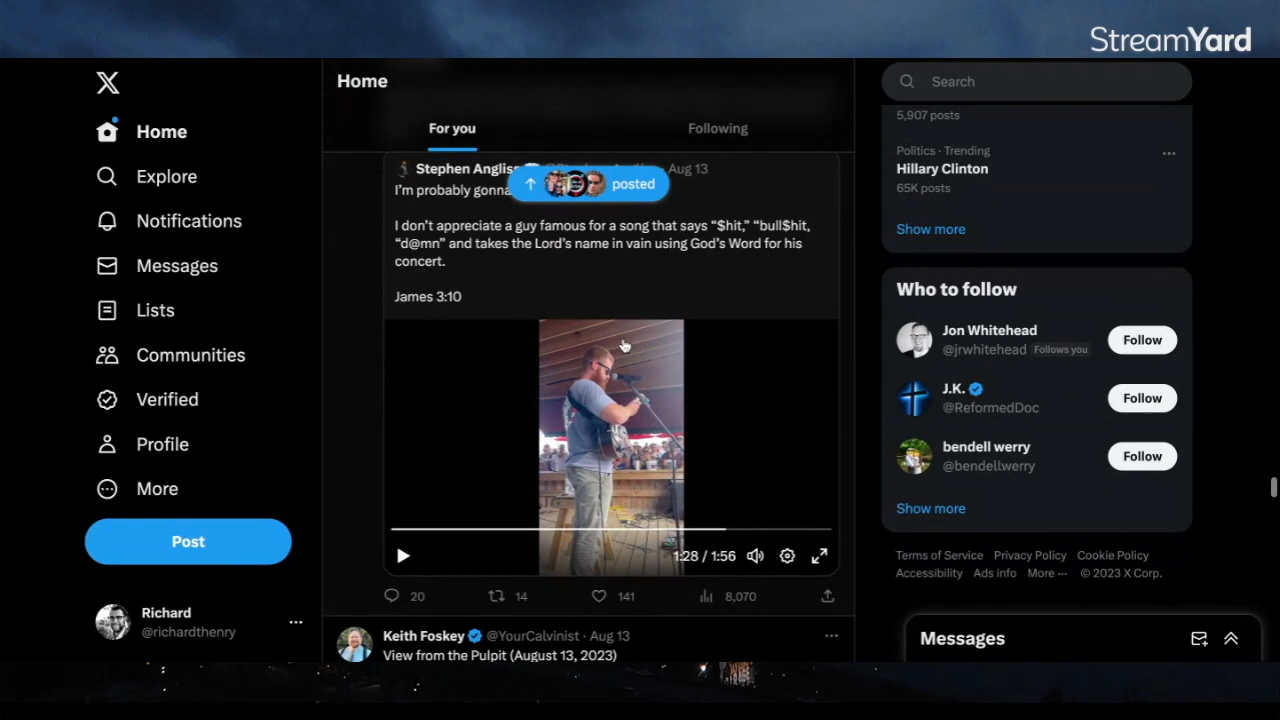 StreamYard
Home
Explore
Notifications
Messages
Lists
Communities
Verified
Profile
More
Post
Richard
@richardthenry
Home
For you
Following
Stephen
Aug 13
posted
I'm probably gonna
I don't appreciate a guy famous for a song that says “$hit,” “bull$hit,
“d@mn” and takes the Lord's name in vain using God's Word for his
concert.
James 3:10
1:28 / 1:56
20
14
141
8,070
Keith Foskey @YourCalvinist · Aug 13
View from the Pulpit (August 13, 2023)
Search
5,907 posts
Politics · Trending
Hillary Clinton
65K posts
Show more
Who to follow
Jon Whitehead
@jrwhitehead Follows you
Follow
J.K.
@ReformedDoc
Follow
bendell werry
@bendellwerry
Follow
Show more
Terms of Service Privacy Policy Cookie Policy
Accessibility Ads info More ··· © 2023 X Corp.
Messages